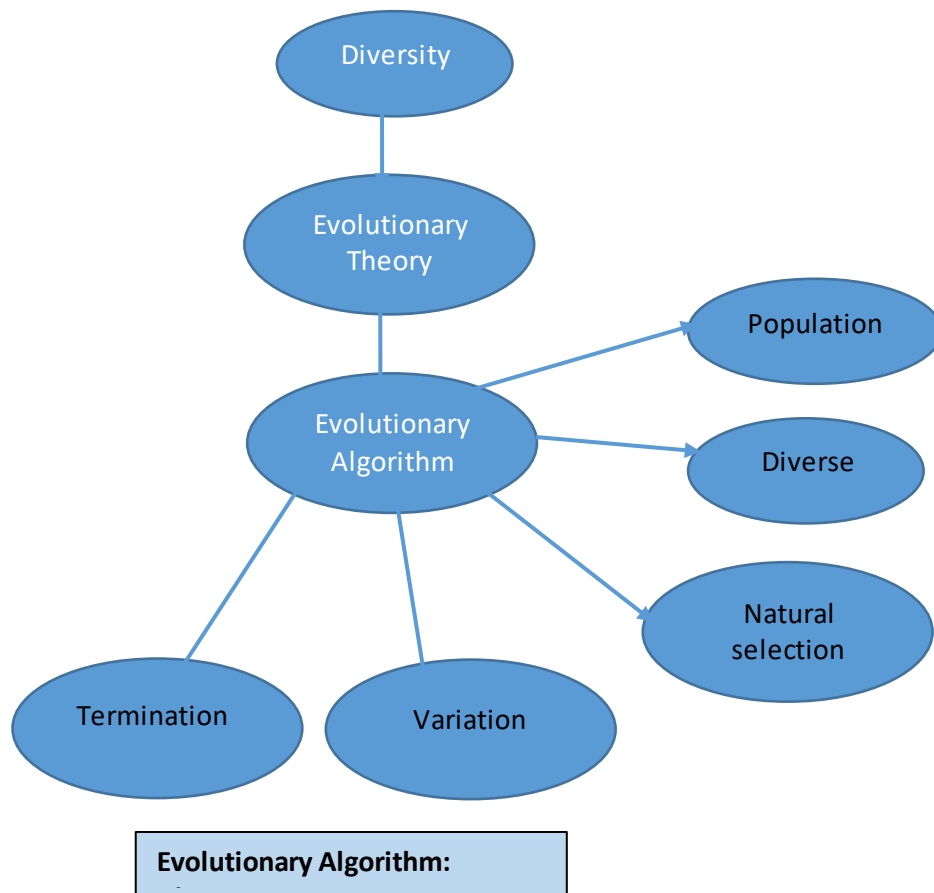 Diversity
Evolutionary
Theory
Population
Evolutionary
Algorithm
Diverse
Natural
selection
Termination
Variation
Evolutionary Algorithm: